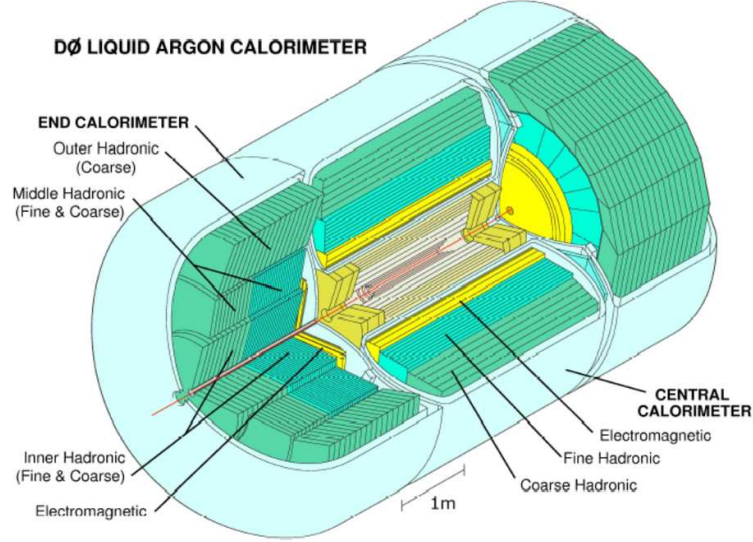 DØ LIQUID ARGON CALORIMETER
END CALORIMETER
Outer Hadronic
(Coarse)
Middle Hadronic
(Fine & Coarse)
Inner Hadronic
(Fine & Coarse)
Electromagnetic
1m
CENTRAL
CALORIMETER
Electromagnetic
Fine Hadronic
Coarse Hadronic